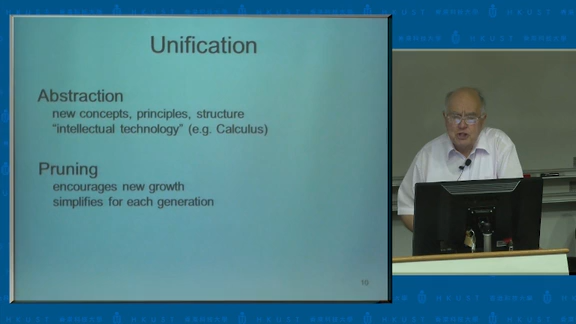 Unification
Abstraction
new concepts, principles, structure
"intellectual technology" (e.g. Calculus)
Pruning
encourages new growth
simplifies for each generation
10